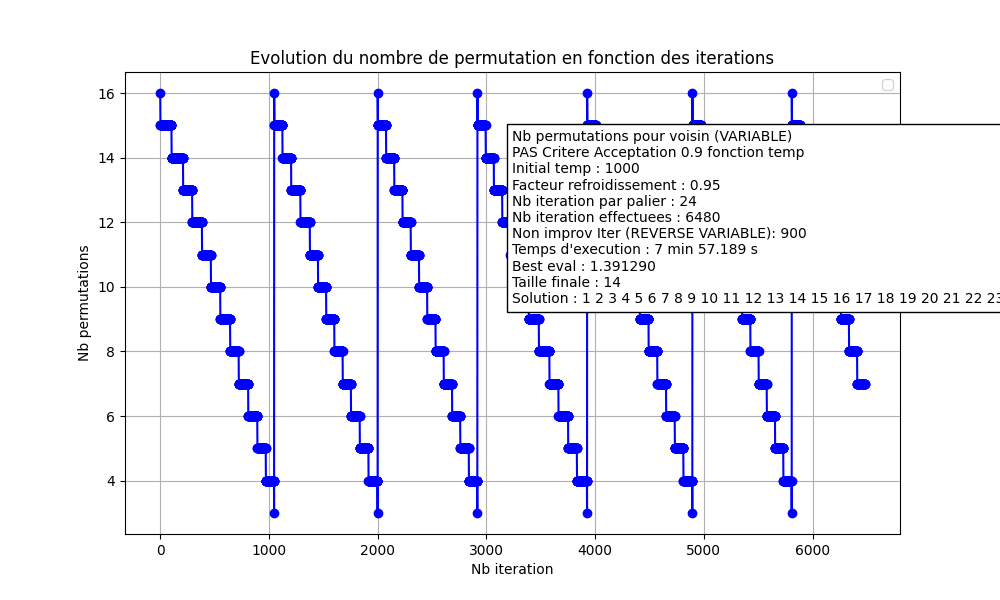 Evolution du nombre de permutation en fonction des iterations
Nb permutations
16
14
12
10
8
6
4
Nb permutations pour voisin (VARIABLE)
PAS Critere Acceptation 0.9 fonction temp
Initial temp : 1000
Facteur refroidissement : 0.95
Nb iteration par palier : 24
Nb iteration effectuees : 6480
Non improv Iter (REVERSE VARIABLE): 900
Temps d'execution : 7 min 57.189 s
Best eval : 1.391290
Taille finale : 14
Solution : 1 2 3 4 5 6 7 8 9 10 11 12 13 14 15 16 17 18 19 20 21 22 23
0 1000 2000 3000 4000 5000 6000
Nb iteration